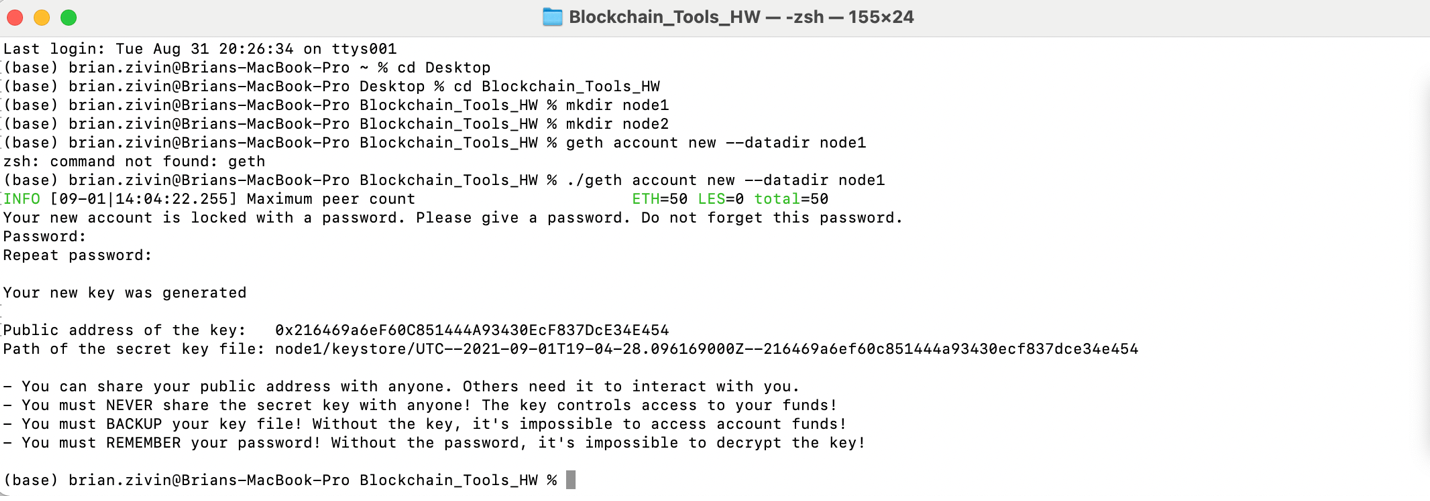 Blockchain_Tools_HW — -zsh — 155×24
Last login: Tue Aug 31 20:26:34 on ttys001
(base) brian.zivin@Brians-MacBook-Pro ~ % cd Desktop
(base) brian.zivin@Brians-MacBook-Pro Desktop % cd Blockchain_Tools_HW
(base) brian.zivin@Brians-MacBook-Pro Blockchain_Tools_HW % mkdir node1
(base) brian.zivin@Brians-MacBook-Pro Blockchain_Tools_HW % mkdir node2
(base) brian.zivin@Brians-MacBook-Pro Blockchain_Tools_HW % geth account new --datadir node1
zsh: command not found: geth
(base) brian.zivin@Brians-MacBook-Pro Blockchain_Tools_HW % ./geth account new --datadir node1
INFO [09-01|14:04:22.255] Maximum peer count                       ETH=50 LES=0 total=50
Your new account is locked with a password. Please give a password. Do not forget this password.
Password:
Repeat password:
Your new key was generated
Public address of the key:   0x216469a6eF60C851444A93430EcF837DcE34E454
Path of the secret key file: node1/keystore/UTC--2021-09-01T19-04-28.096169000Z--216469a6ef60c851444a93430ecf837dce34e454
- You can share your public address with anyone. Others need it to interact with you.
- You must NEVER share the secret key with anyone! The key controls access to your funds!
- You must BACKUP your key file! Without the key, it's impossible to access account funds!
- You must REMEMBER your password! Without the password, it's impossible to decrypt the key!
(base) brian.zivin@Brians-MacBook-Pro Blockchain_Tools_HW %